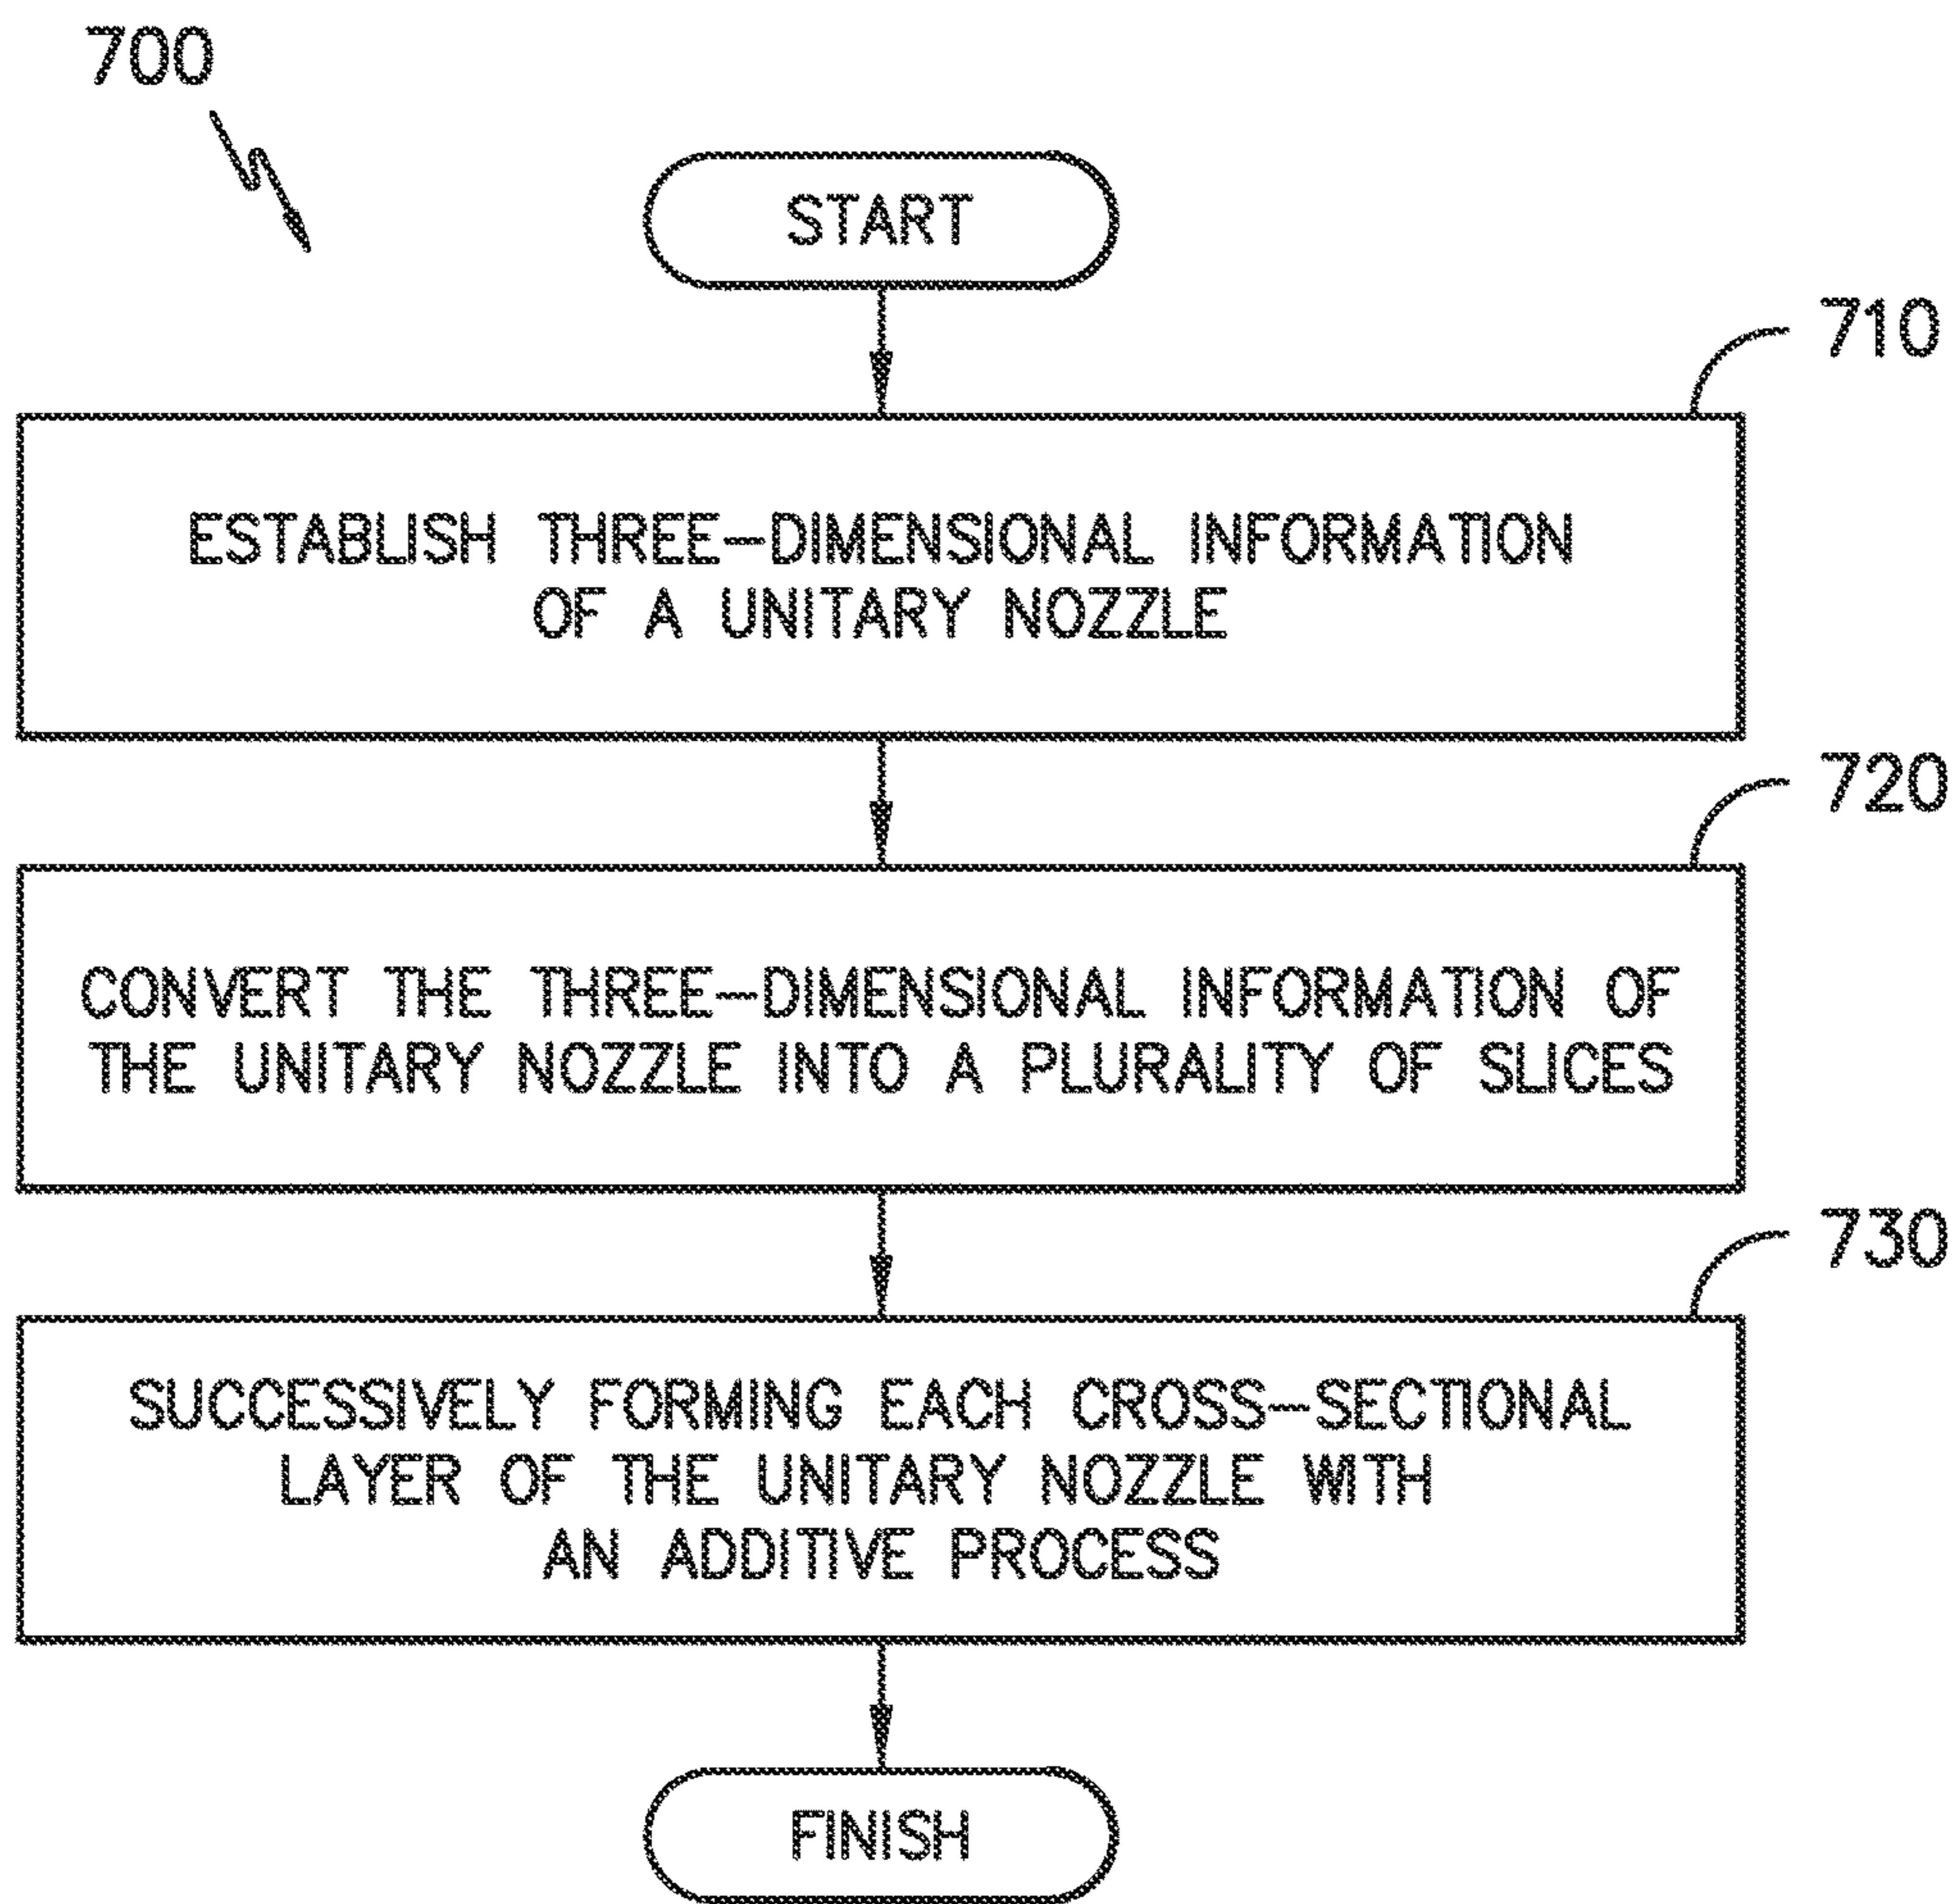 700
START
710
ESTABLISH THREE-DIMENSIONAL INFORMATION
OF A UNITARY NOZZLE
720
CONVERT THE THREE-DIMENSIONAL INFORMATION OF
THE UNITARY NOZZLE INTO A PLURALITY OF SLICES
730
SUCCESSIVELY FORMING EACH CROSS-SECTIONAL
LAYER OF THE UNITARY NOZZLE WITH
AN ADDITIVE PROCESS
FINISH